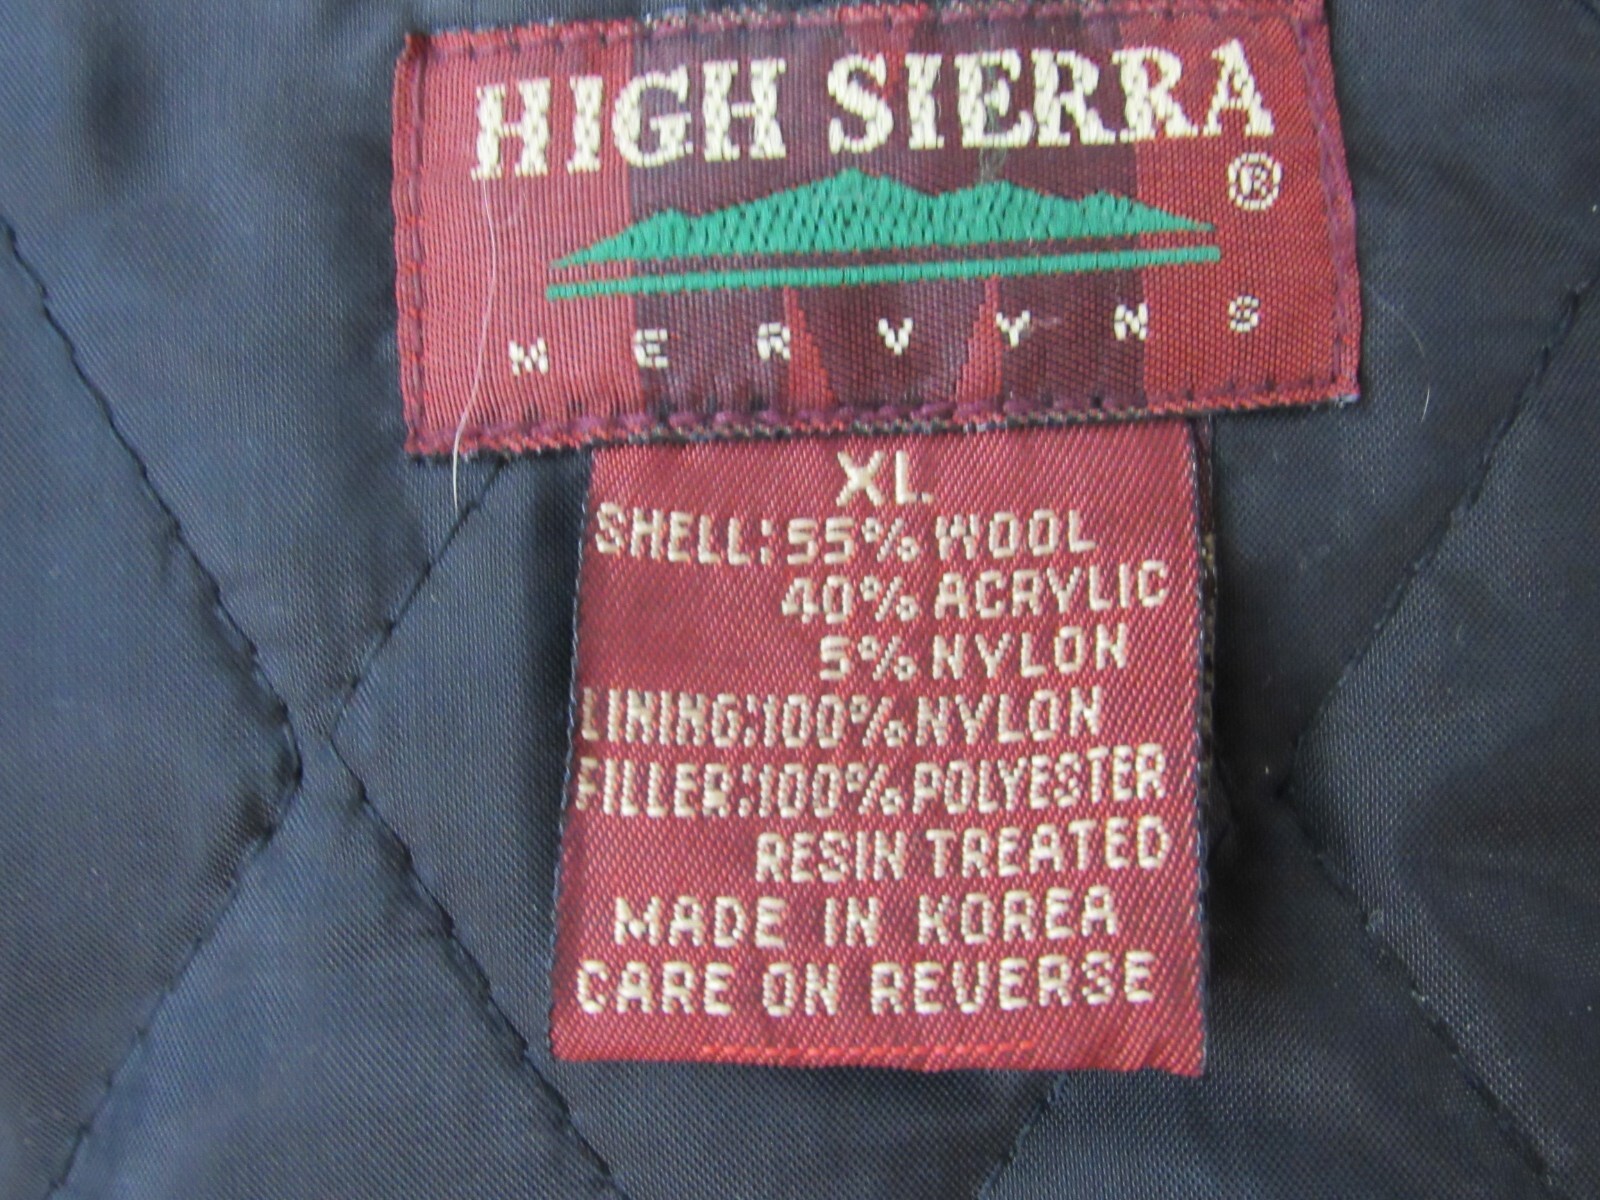 HIGH SIERRA
®
MERVYNS
XL
SHELL: 55% WOOL
40% ACRYLIC
5% NYLON
LINING: 100% NYLON
FILLER: 100% POLYESTER
RESIN TREATED
MADE IN KOREA
CARE ON REVERSE